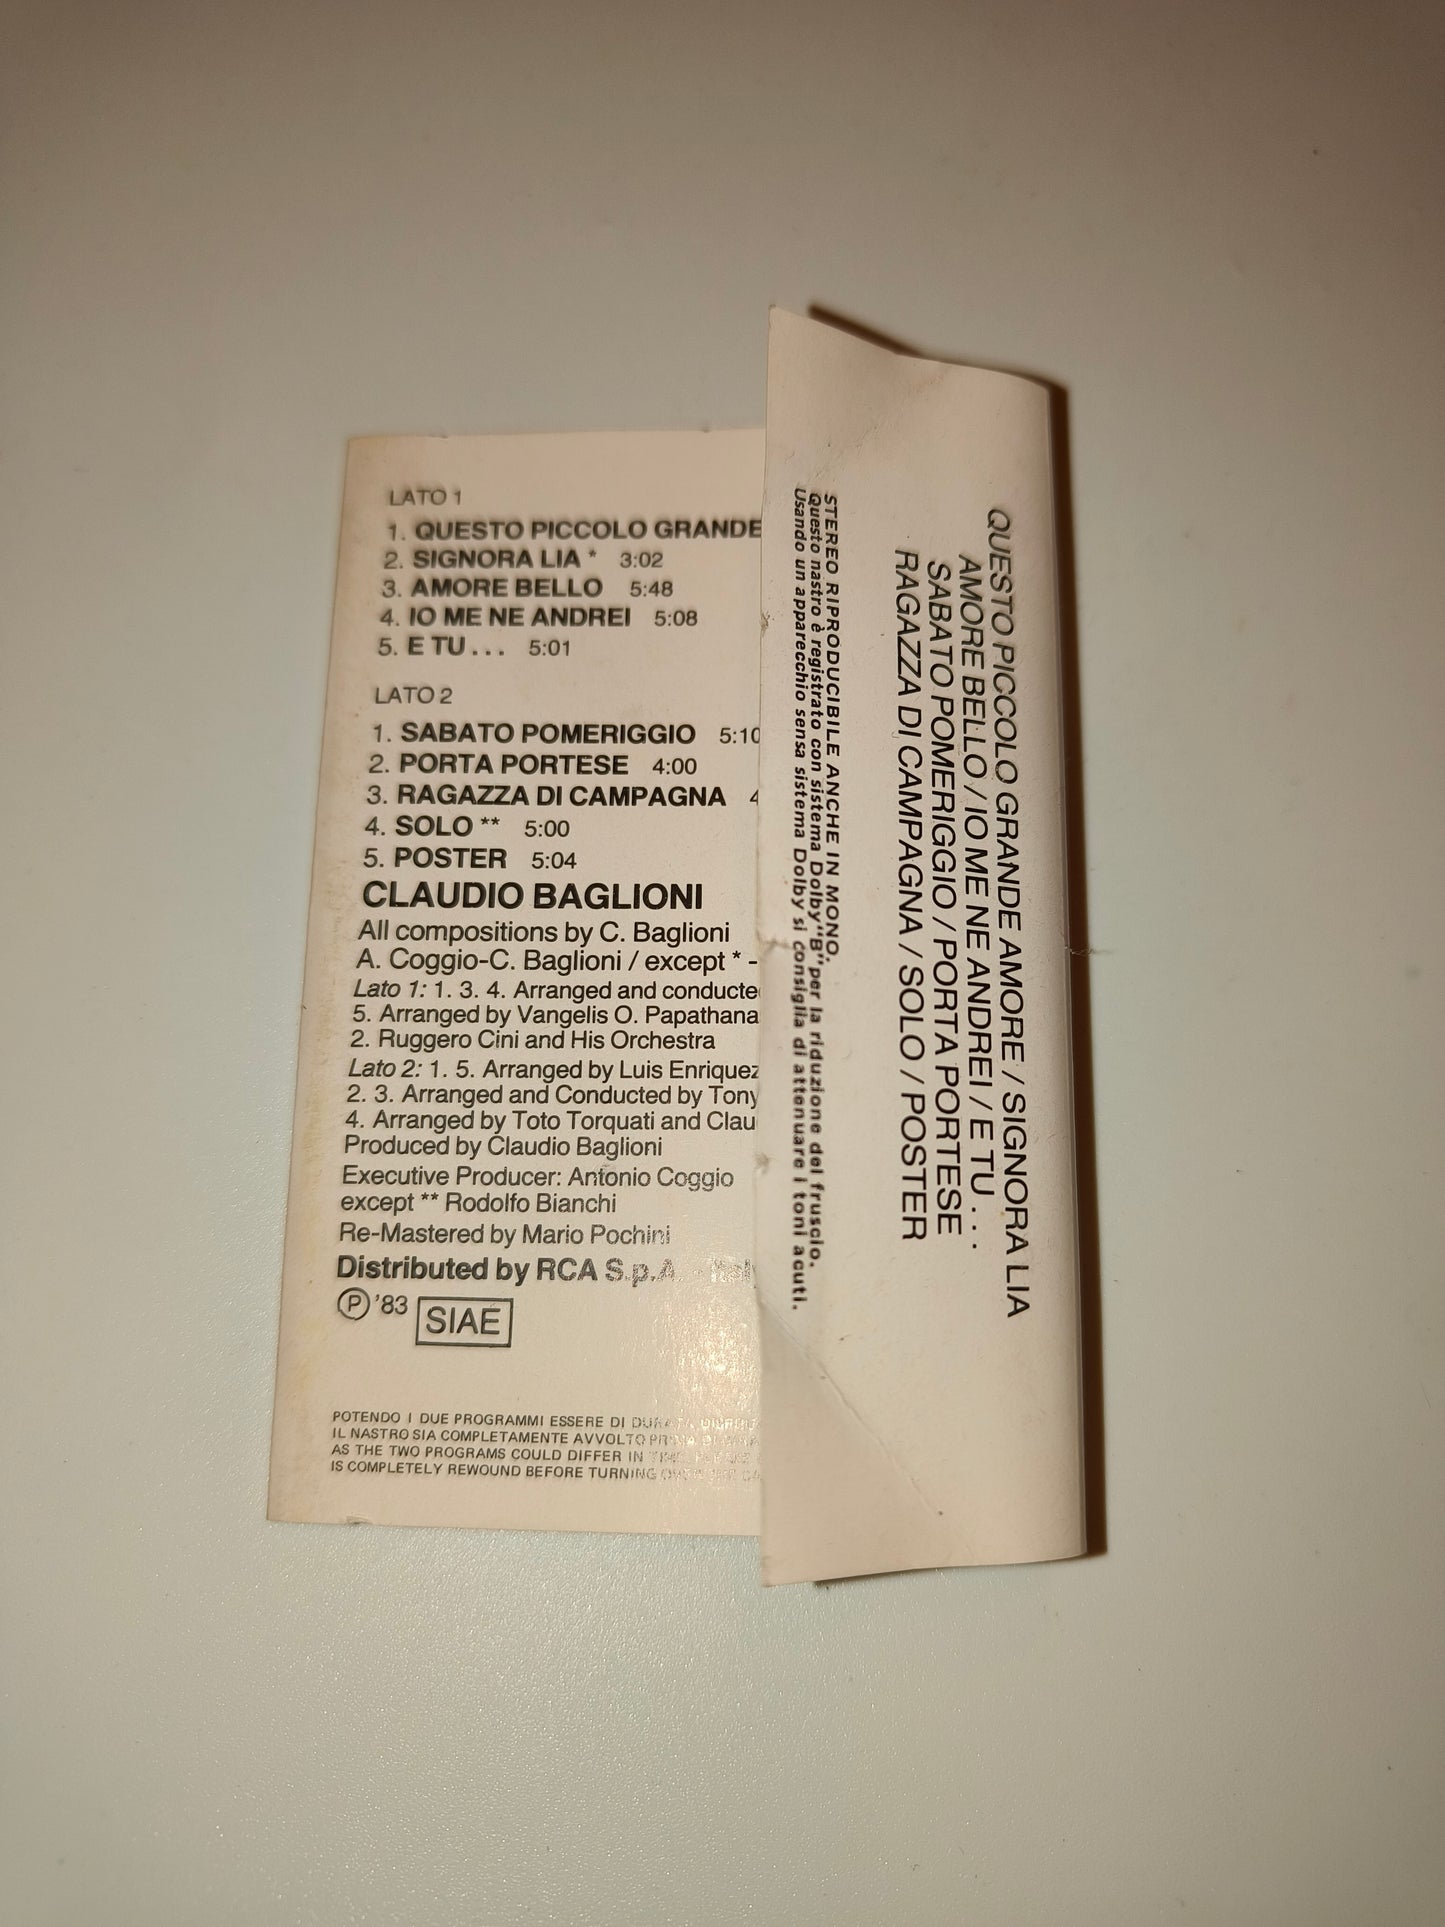 LATO 1
1. QUESTO PICCOLO GRANDE
2. SIGNORA LIA * 3:02
3. AMORE BELLO 5:48
4. IO ME NE ANDREI 5:08
5. E TU... 5:01
LATO 2
1. SABATO POMERIGGIO 5:10
2. PORTA PORTESE 4:00
3. RAGAZZA DI CAMPAGNA
4. SOLO ** 5:00
5. POSTER 5:04
CLAUDIO BAGLIONI
All compositions by C. Baglioni
A. Coggio-C. Baglioni / except * -
Lato 1: 1. 3. 4. Arranged and conducte
5. Arranged by Vangelis O. Papathana
2. Ruggero Cini and His Orchestra
Lato 2: 1. 5. Arranged by Luis Enriquez
2. 3. Arranged and Conducted by Tony
4. Arranged by Toto Torquati and Clau
Produced by Claudio Baglioni
Executive Producer: Antonio Coggio
except ** Rodolfo Bianchi
Re-Mastered by Mario Pochini
Distributed by RCA S.p.A. -
Ⓟ '83 SIAE
POTENDO I DUE PROGRAMMI ESSERE DI DURATA
IL NASTRO SIA COMPLETAMENTE AVVOLTO
AS THE TWO PROGRAMS COULD DIFFER IN
IS COMPLETELY REWOUND BEFORE TURNING
STEREO RIPRODUCIBILE ANCHE IN MONO.
Questo nastro è registrato con sistema Dolby "B" per la riduzione del fruscio.
Usando un apparecchio senza sistema Dolby si consiglia di attenuare i toni acuti.
QUESTO PICCOLO GRANDE AMORE / SIGNORA LIA
AMORE BELLO / IO ME NE ANDREI / E TU...
SABATO POMERIGGIO / PORTA PORTESE
RAGAZZA DI CAMPAGNA / SOLO / POSTER